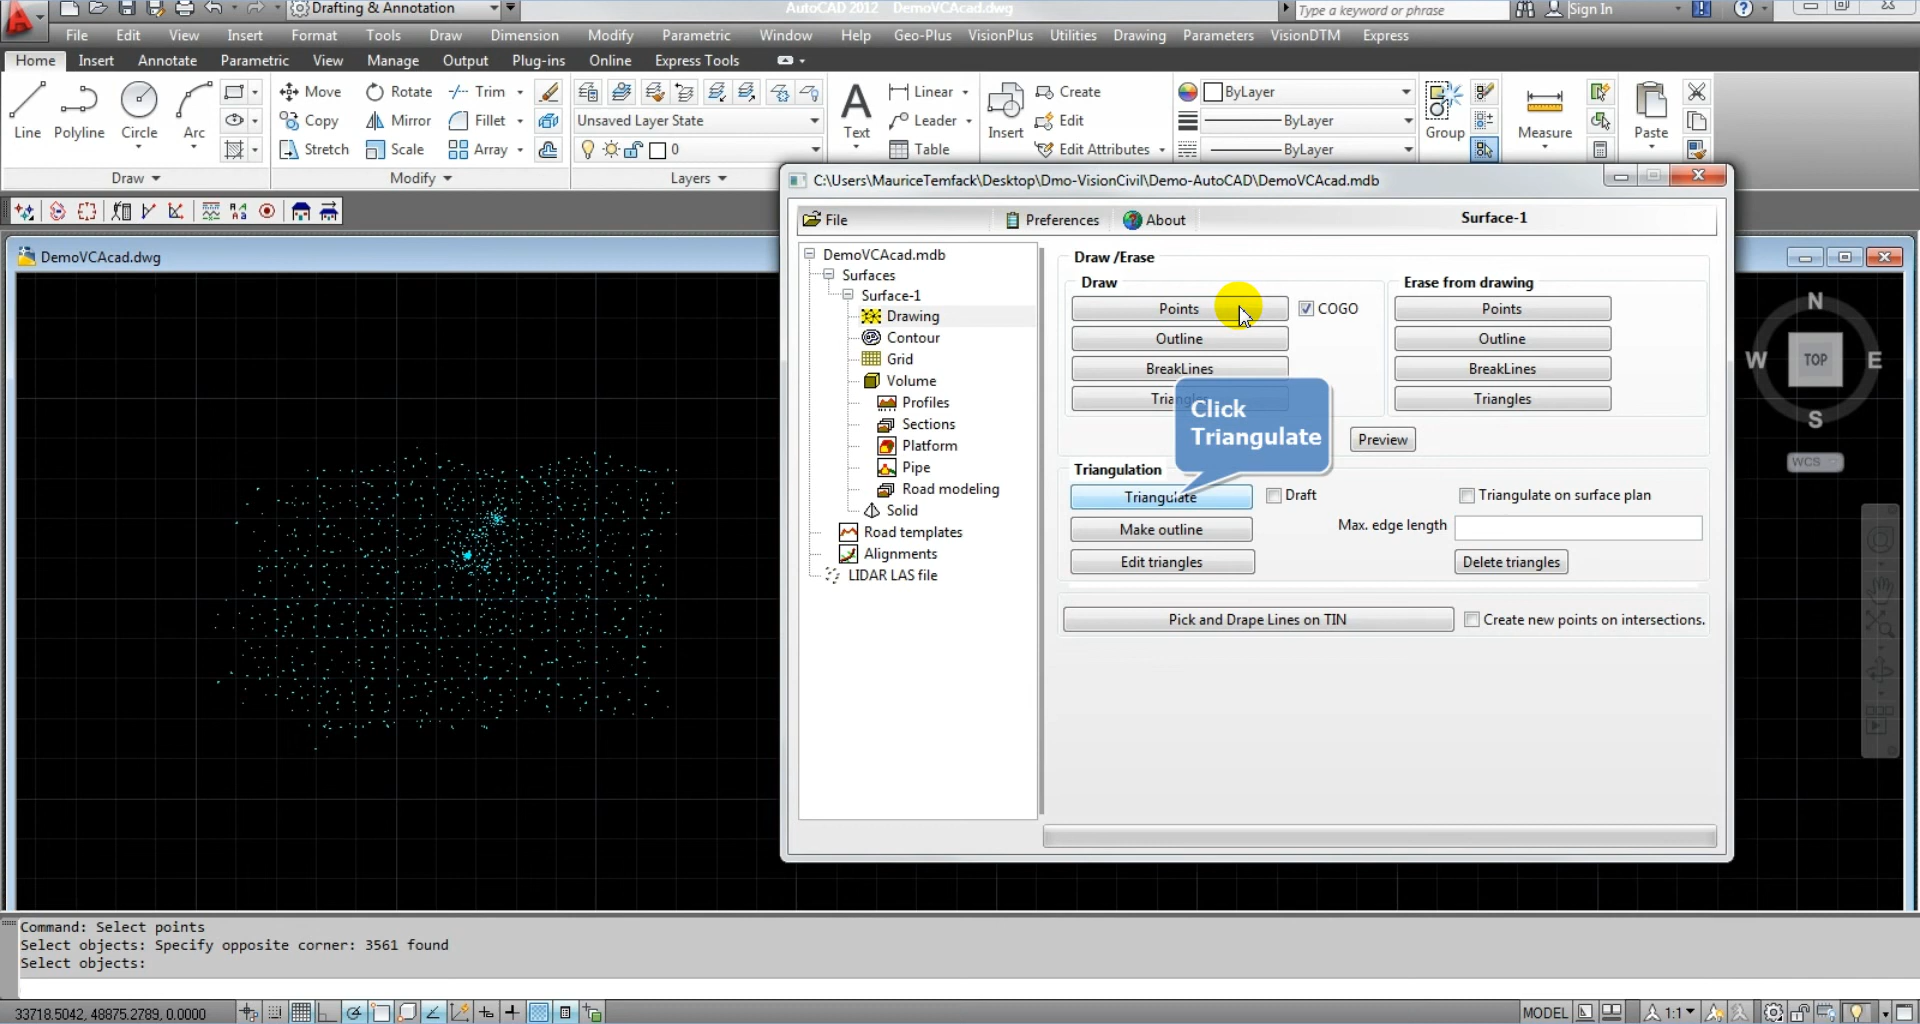 Drafting & Annotation
AutoCAD 2012 DemoVCAcad.dwg
Type a keyword or phrase
Sign In
File Edit View Insert Format Tools Draw Dimension Modify Parametric Window Help Geo-Plus VisionPlus Utilities Drawing Parameters VisionDTM Express
Home Insert Annotate Parametric View Manage Output Plug-ins Online Express Tools
Move Rotate Trim Linear Create ByLayer
Copy Mirror Fillet Unsaved Layer State Leader Edit ByLayer
Line Polyline Circle Arc Text Insert Group Measure Paste
Stretch Scale Array 0 Table Edit Attributes ByLayer
Draw Modify Layers
C:\Users\MauriceTemfack\Desktop\Dmo-VisionCivil\Demo-AutoCAD\DemoVCAcad.mdb
File Preferences About Surface-1
DemoVCAcad.dwg
DemoVCAcad.mdb
Surfaces
Surface-1
Drawing
Contour
Grid
Volume
Profiles
Sections
Platform
Pipe
Road modeling
Solid
Road templates
Alignments
LIDAR LAS file
Draw /Erase
Draw Erase from drawing
Points COGO Points
Outline Outline
BreakLines BreakLines
Triangles
Click
Triangulate
Preview
Triangulation
Triangulate Draft Triangulate on surface plan
Max. edge length
Make outline
Edit triangles Delete triangles
Pick and Drape Lines on TIN Create new points on intersections.
N
W TOP E
S
WCS
Command: Select points
Select objects: Specify opposite corner: 3561 found
Select objects:
33718.5042, 48875.2789, 0.0000
MODEL 1:1